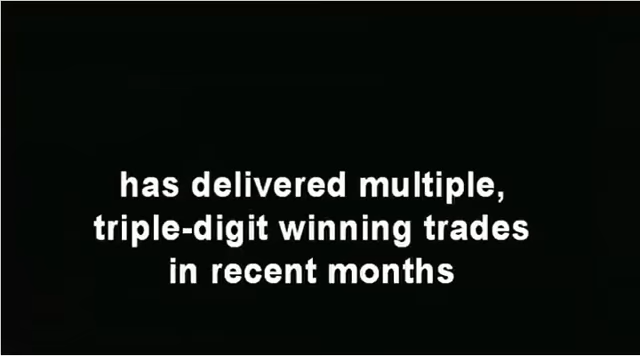 has delivered multiple,
triple-digit winning trades
in recent months